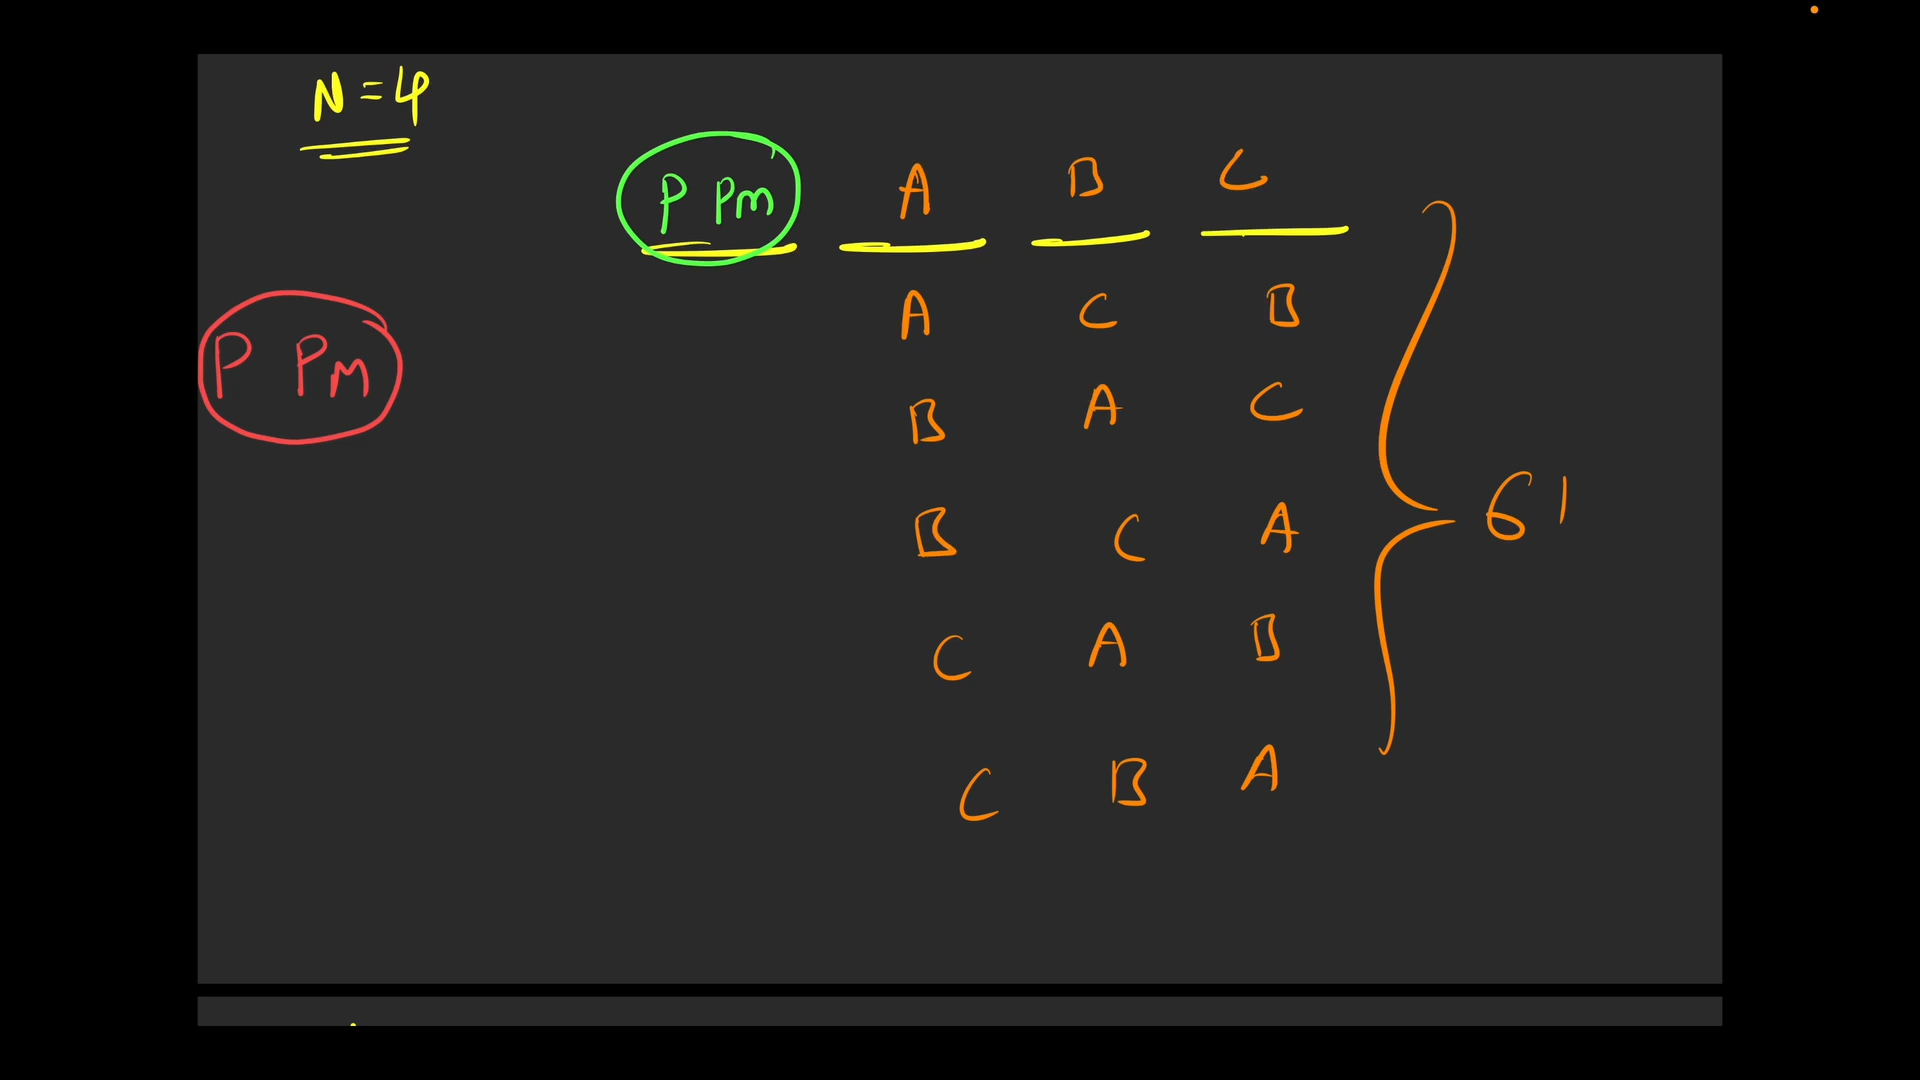 N = 4
P Pm A B C
A C B
P Pm
B A C
B C A
6!
C A B
C B A